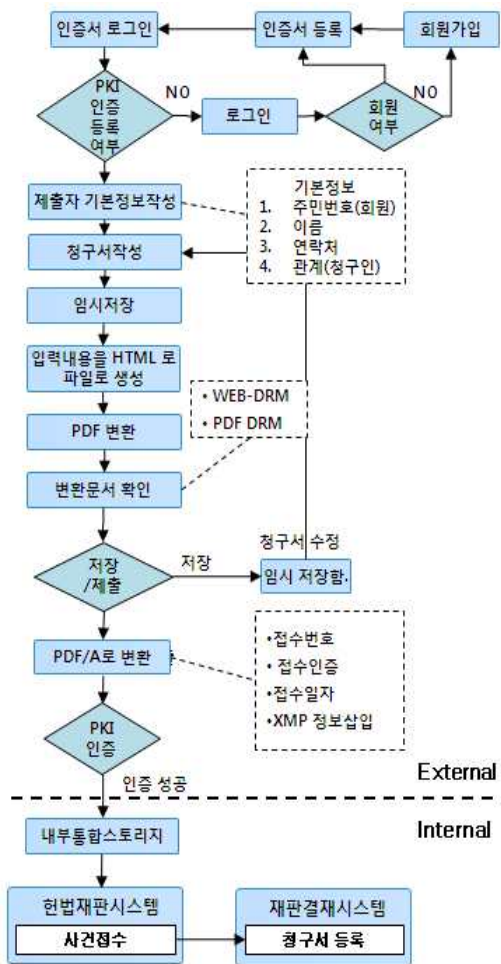 인증서 로그인
인증서 등록
회원가입
PKI
인증
등록
여부
NO
로그인
회원
여부
NO
제출자 기본정보작성
기본정보
1. 주민번호(회원)
2. 이름
3. 연락처
4. 관계(청구인)
청구서작성
임시저장
입력내용을 HTML 로
파일로 생성
• WEB-DRM
• PDF DRM
PDF 변환
변환문서 확인
청구서 수정
저장
/제출
저장
임시 저장함.
PDF/A로 변환
•접수번호
• 접수인증
•접수일자
•XMP 정보삽입
PKI
인증
인증 성공
External
Internal
내부통합스토리지
헌법재판시스템
사건접수
재판결재시스템
청구서 등록